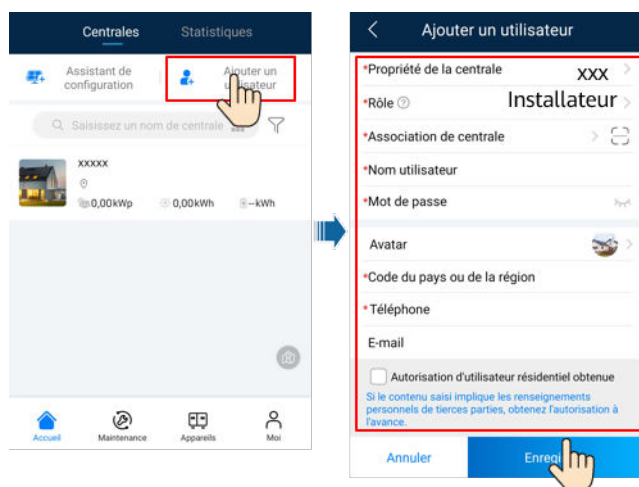 Centrales Statistiques
Assistant de
configuration
Ajouter un
utilisateur
Saisissez un nom de centrale
xxxxx
0,00kWp 0,00kWh --kWh
Accueil Maintenance Appareils Moi
Ajouter un utilisateur
*Propriété de la centrale xxx
*Rôle Installateur
*Association de centrale
*Nom utilisateur
*Mot de passe
Avatar
*Code du pays ou de la région
*Téléphone
E-mail
Autorisation d'utilisateur résidentiel obtenue
Si le contenu saisi implique les renseignements
personnels de tierces parties, obtenez l'autorisation à
l'avance.
Annuler